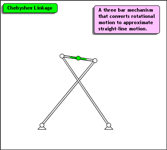 Chebyshev Linkage
A three bar mechanism
that converts rotational
motion to approximate
straight-line motion.